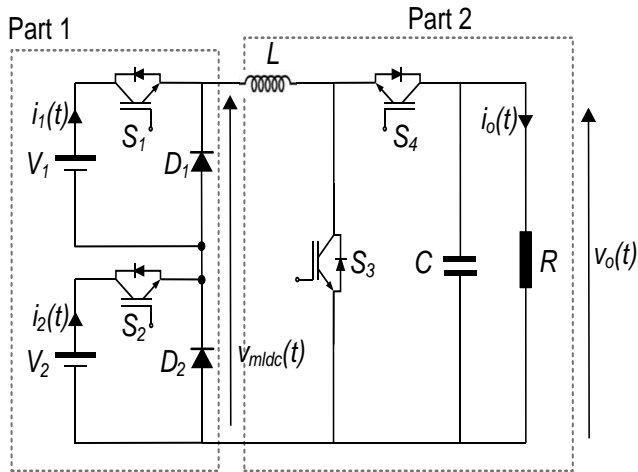 Part 1
Part 2
L
i1(t)
S1
V1
D1
S4
io(t)
S3
C
R
vo(t)
i2(t)
S2
V2
D2
vmldc(t)